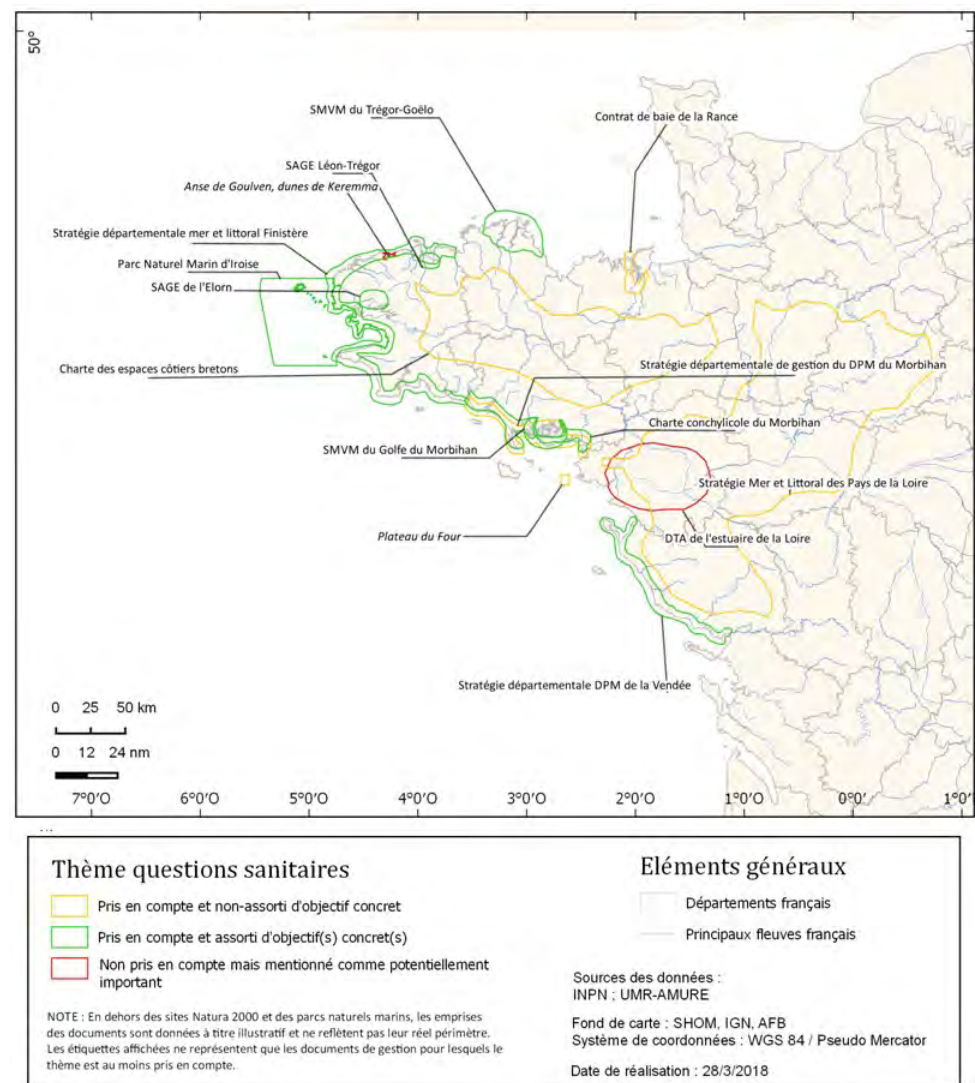 50°
SMVM du Trégor-Goëlo
Contrat de baie de la Rance
SAGE Léon-Trégor
Anse de Goulven, dunes de Keremma
Stratégie départementale mer et littoral Finistère
Parc Naturel Marin d'Iroise
SAGE de l'Elorn
Charte des espaces côtiers bretons
Stratégie départementale de gestion du DPM du Morbihan
Charte conchylicole du Morbihan
SMVM du Golfe du Morbihan
Stratégie Mer et Littoral des Pays de la Loire
Plateau du Four
DTA de l'estuaire de la Loire
Stratégie départementale DPM de la Vendée
0 25 50 km
0 12 24 nm
7°0'0 6°0'0 5°0'0 4°0'0 3°0'0 2°0'0 1°0'0 0°0'0 1°0'
...
Thème questions sanitaires
Pris en compte et non-assorti d'objectif concret
Pris en compte et assorti d'objectif(s) concret(s)
Non pris en compte mais mentionné comme potentiellement
important
NOTE : En dehors des sites Natura 2000 et des parcs naturels marins, les emprises
des documents sont données à titre illustratif et ne reflètent pas leur réel périmètre.
Les étiquettes affichées ne représentent que les documents de gestion pour lesquels le
thème est au moins pris en compte.
Eléments généraux
Départements français
Principaux fleuves français
Sources des données :
INPN ; UMR-AMURE
Fond de carte : SHOM, IGN, AFB
Système de coordonnées : WGS 84 / Pseudo Mercator
Date de réalisation : 28/3/2018